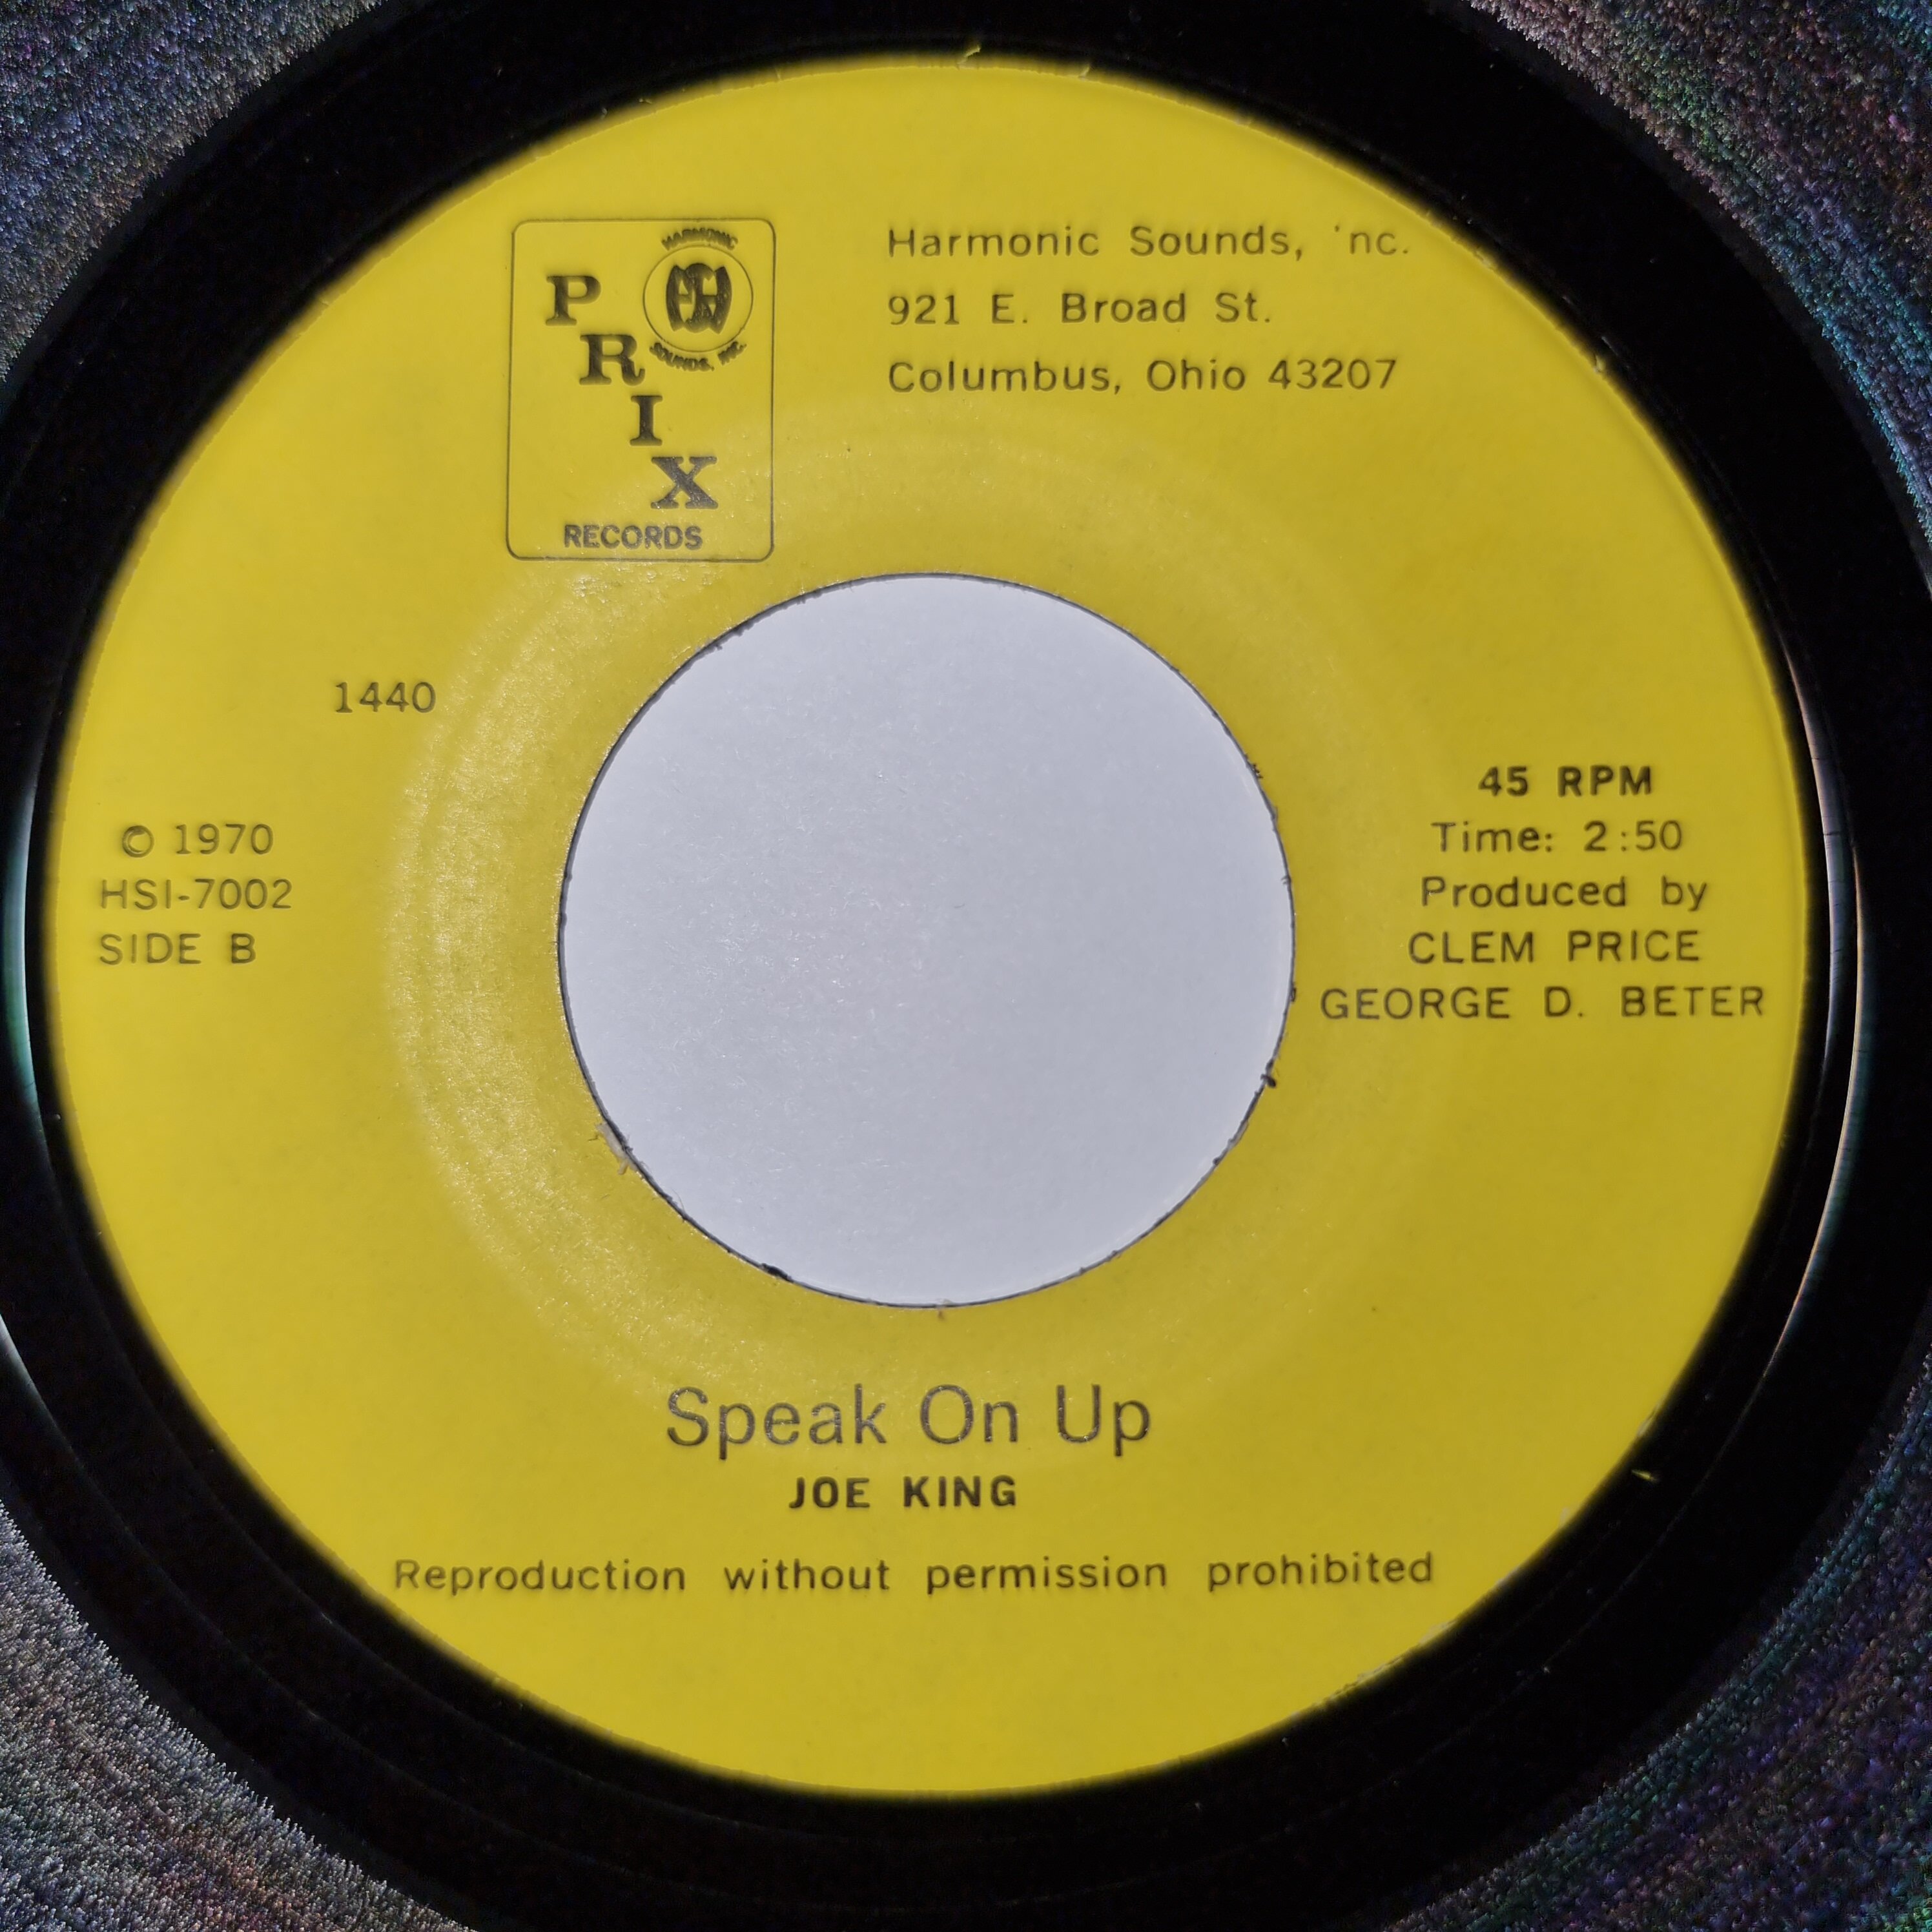 HARMONIC
SOUNDS, INC.
PRIX
RECORDS
Harmonic Sounds, 'nc.
921 E. Broad St.
Columbus, Ohio 43207
1440
© 1970
HSI-7002
SIDE B
45 RPM
Time: 2:50
Produced by
CLEM PRICE
GEORGE D. BETER
Speak On Up
JOE KING
Reproduction without permission prohibited